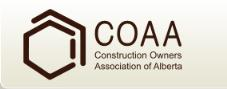 COAA
Construction Owners
Association of Alberta